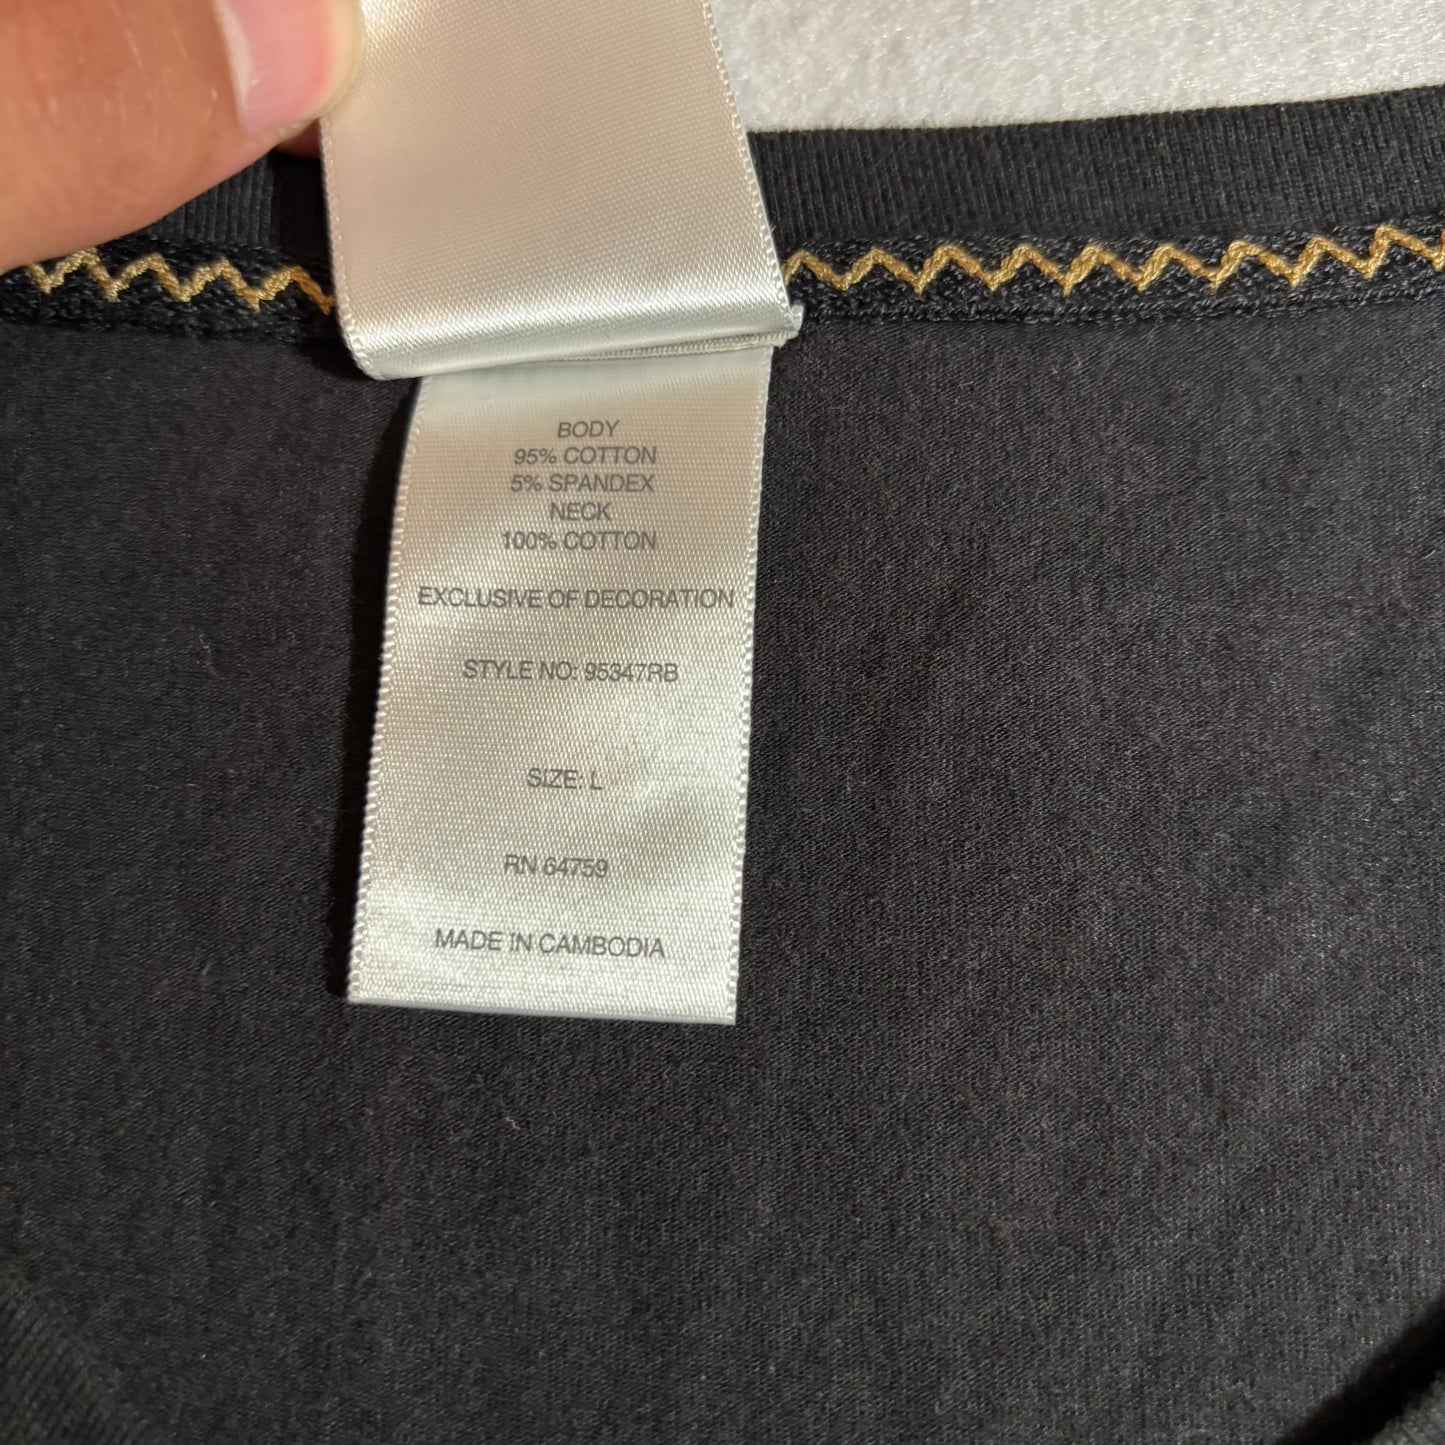 BODY
95% COTTON
5% SPANDEX
NECK
100% COTTON
EXCLUSIVE OF DECORATION
STYLE NO: 95347RB
SIZE: L
RN 64759
MADE IN CAMBODIA